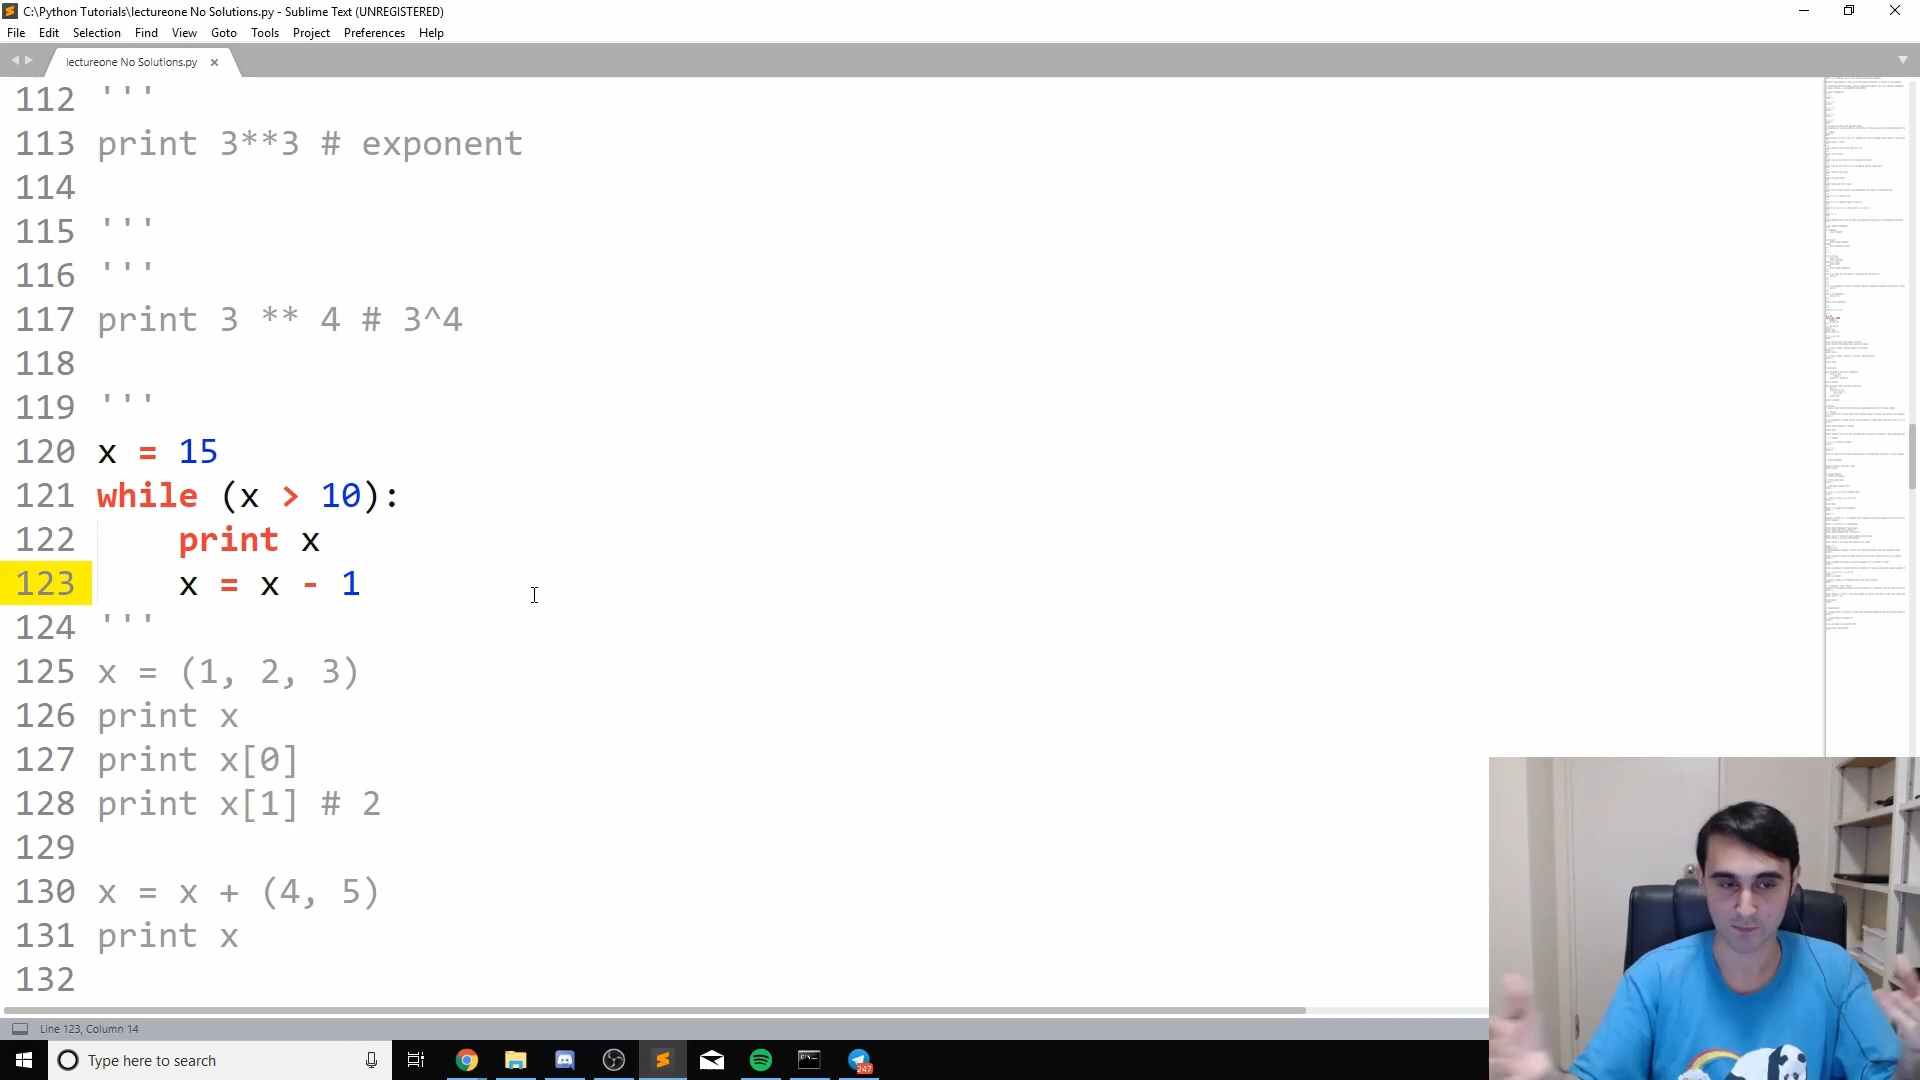 C:\Python Tutorials\lectureone No Solutions.py - Sublime Text (UNREGISTERED)
File Edit Selection Find View Goto Tools Project Preferences Help
lectureone No Solutions.py
112 '''
113 print 3**3 # exponent
114
115 '''
116 '''
117 print 3 ** 4 # 3^4
118
119 '''
120 x = 15
121 while (x > 10):
122 print x
123 x = x - 1
124 '''
125 x = (1, 2, 3)
126 print x
127 print x[0]
128 print x[1] # 2
129
130 x = x + (4, 5)
131 print x
132
Line 123, Column 14
Type here to search
247